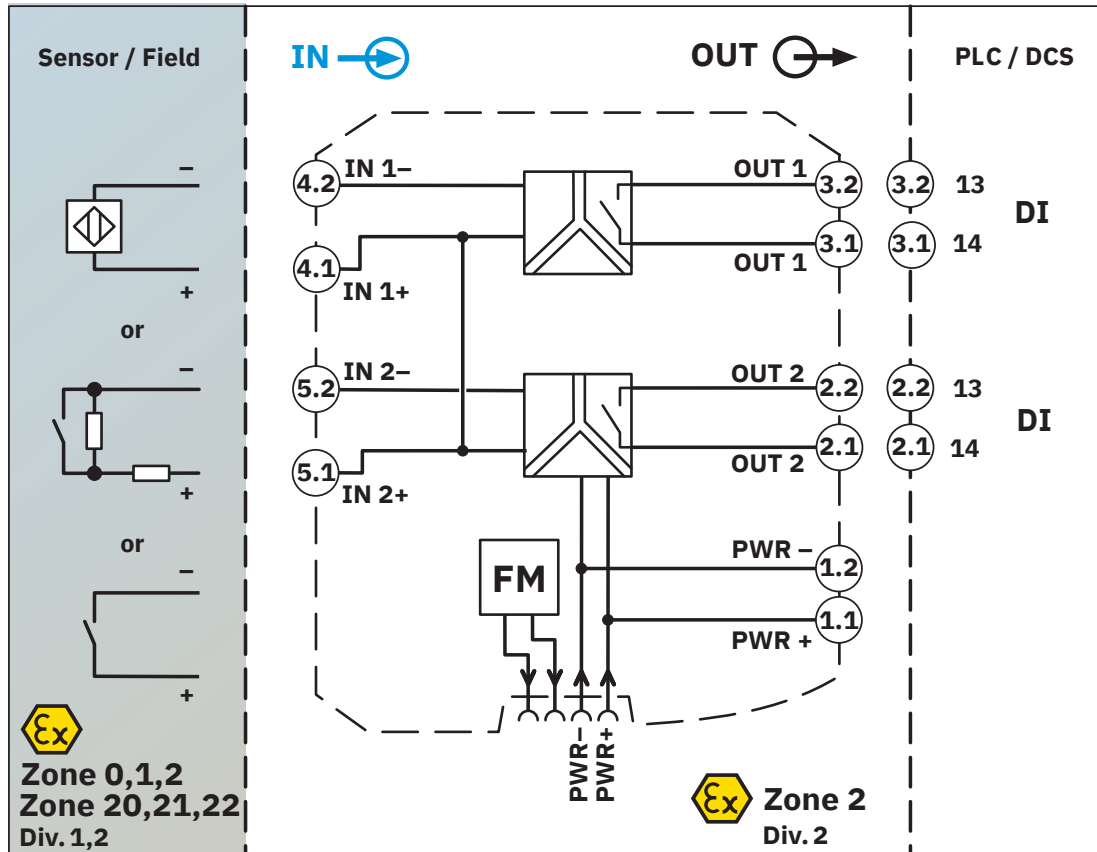 Sensor / Field
IN
OUT
PLC / DCS
–
+
or
–
+
or
–
+
Ex
Zone 0,1,2
Zone 20,21,22
Div. 1,2
4.2
IN 1–
4.1
IN 1+
5.2
IN 2–
5.1
IN 2+
OUT 1
3.2
OUT 1
3.1
OUT 2
2.2
OUT 2
2.1
FM
PWR –
1.2
1.1
PWR +
PWR–
PWR+
Ex
Zone 2
Div. 2
3.2
13
DI
3.1
14
2.2
13
DI
2.1
14